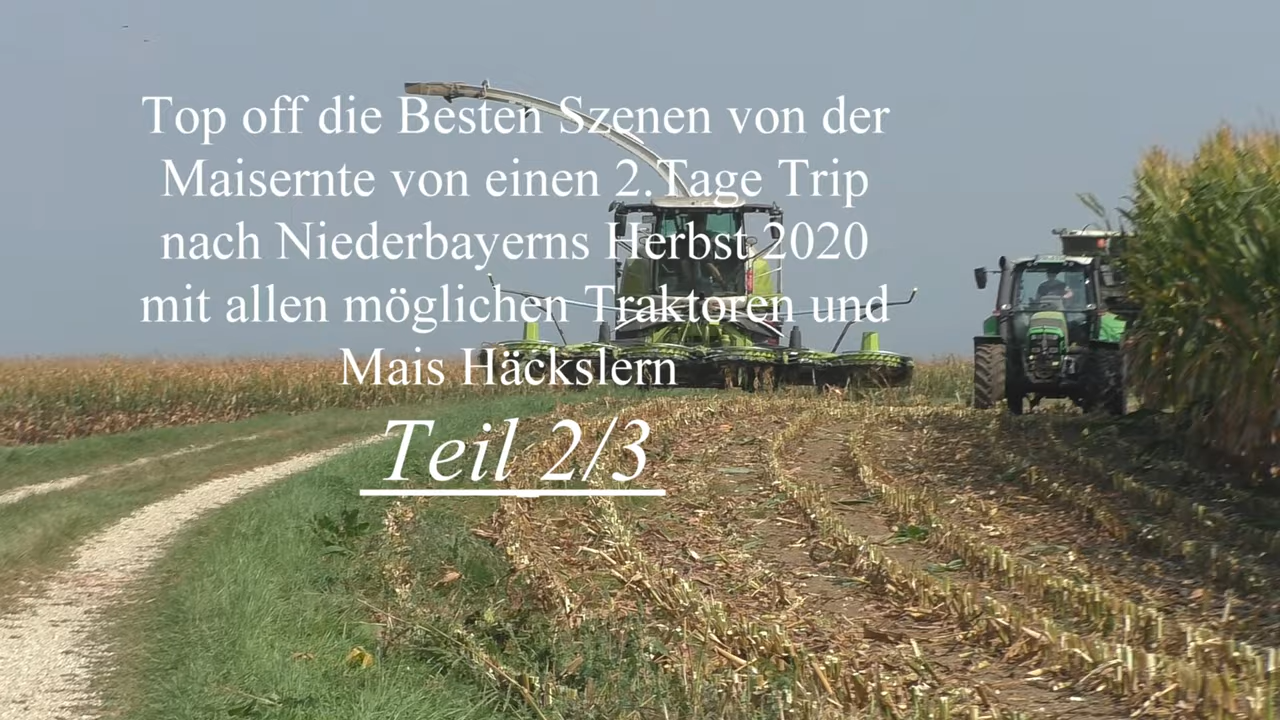 Top off die Besten Szenen von der
Maisernte von einen 2.Tage Trip
nach Niederbayerns Herbst 2020
mit allen möglichen Traktoren und
Mais Häckslern
Teil 2/3